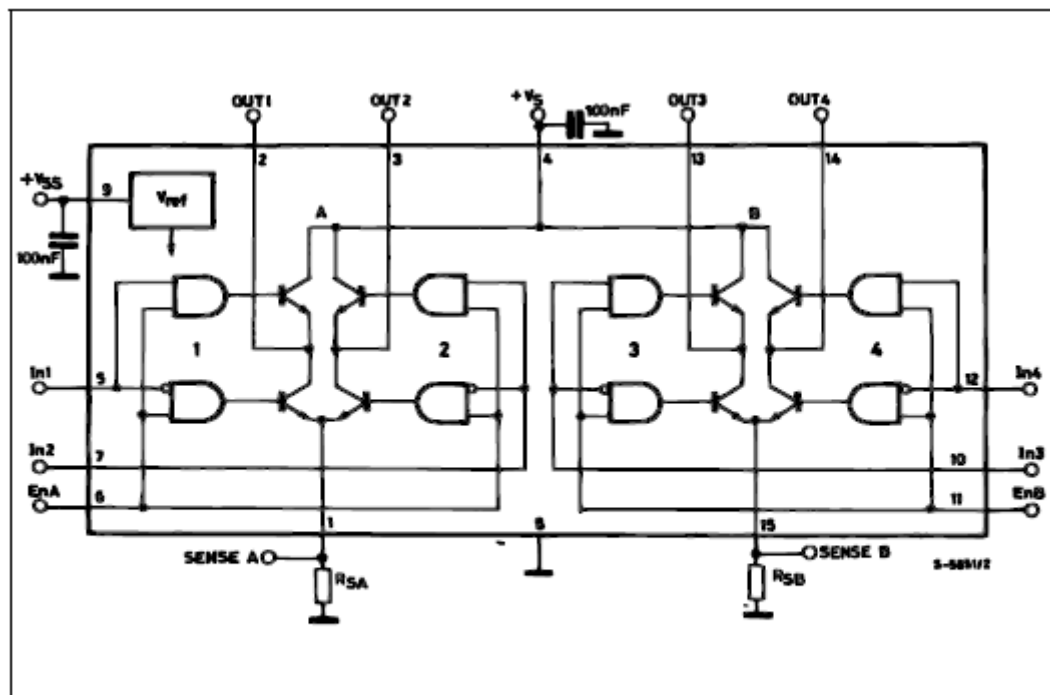 OUT1 OUT2 +VS 100nF OUT3 OUT4
2 3 4 13 14
+VSS 9 Vref
A B
100nF
1 2 3 4
In1 5 12 In4
In2 7 10 In3
EnA 6 11 EnB
1 8 15
SENSE A SENSE B
S-5851/2
RSA RSB